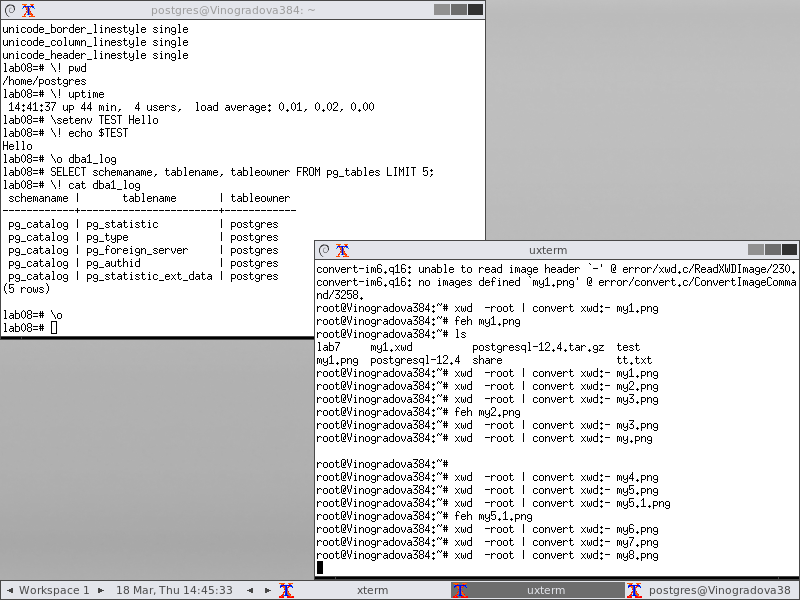 postgres@Vinogradova384: ~
unicode_border_linestyle single
unicode_column_linestyle single
unicode_header_linestyle single
lab08=# \! pwd
/home/postgres
lab08=# \! uptime
 14:41:37 up 44 min,  4 users,  load average: 0.01, 0.02, 0.00
lab08=# \setenv TEST Hello
lab08=# \! echo $TEST
Hello
lab08=# \o dba1_log
lab08=# SELECT schemaname, tablename, tableowner FROM pg_tables LIMIT 5;
lab08=# \! cat dba1_log
 schemaname |       tablename       | tableowner
------------+-----------------------+------------
 pg_catalog | pg_statistic          | postgres
 pg_catalog | pg_type               | postgres
 pg_catalog | pg_foreign_server     | postgres
 pg_catalog | pg_authid             | postgres
 pg_catalog | pg_statistic_ext_data | postgres
(5 rows)
lab08=# \o
lab08=#
uxterm
convert-im6.q16: unable to read image header `-' @ error/xwd.c/ReadXWDImage/230.
convert-im6.q16: no images defined `my1.png' @ error/convert.c/ConvertImageComma
nd/3258.
root@Vinogradova384:~# xwd  -root | convert xwd:- my1.png
root@Vinogradova384:~# feh my1.png
root@Vinogradova384:~# ls
lab7     my1.xwd          postgresql-12.4.tar.gz  test
my1.png  postgresql-12.4  share                   tt.txt
root@Vinogradova384:~# xwd  -root | convert xwd:- my1.png
root@Vinogradova384:~# xwd  -root | convert xwd:- my2.png
root@Vinogradova384:~# xwd  -root | convert xwd:- my3.png
root@Vinogradova384:~# feh my2.png
root@Vinogradova384:~# xwd  -root | convert xwd:- my3.png
root@Vinogradova384:~# xwd  -root | convert xwd:- my.png
root@Vinogradova384:~#
root@Vinogradova384:~# xwd  -root | convert xwd:- my4.png
root@Vinogradova384:~# xwd  -root | convert xwd:- my5.png
root@Vinogradova384:~# xwd  -root | convert xwd:- my5.1.png
root@Vinogradova384:~# feh my5.1.png
root@Vinogradova384:~# xwd  -root | convert xwd:- my6.png
root@Vinogradova384:~# xwd  -root | convert xwd:- my7.png
root@Vinogradova384:~# xwd  -root | convert xwd:- my8.png
Workspace 1 18 Mar, Thu 14:45:33 xterm uxterm postgres@Vinogradova38